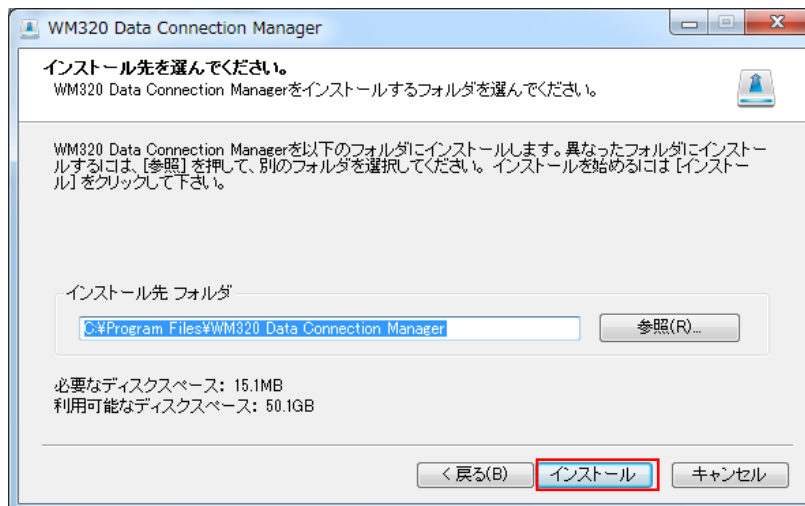 WM320 Data Connection Manager
インストール先を選んでください。
WM320 Data Connection Managerをインストールするフォルダを選んでください。
WM320 Data Connection Managerを以下のフォルダにインストールします。異なったフォルダにインストー
ルするには、[参照] を押して、別のフォルダを選択してください。インストールを始めるには [インストー
ル] をクリックして下さい。
インストール先 フォルダ
C:¥Program Files¥WM320 Data Connection Manager
参照(R)...
必要なディスクスペース: 15.1MB
利用可能なディスクスペース: 50.1GB
< 戻る(B)
インストール
キャンセル